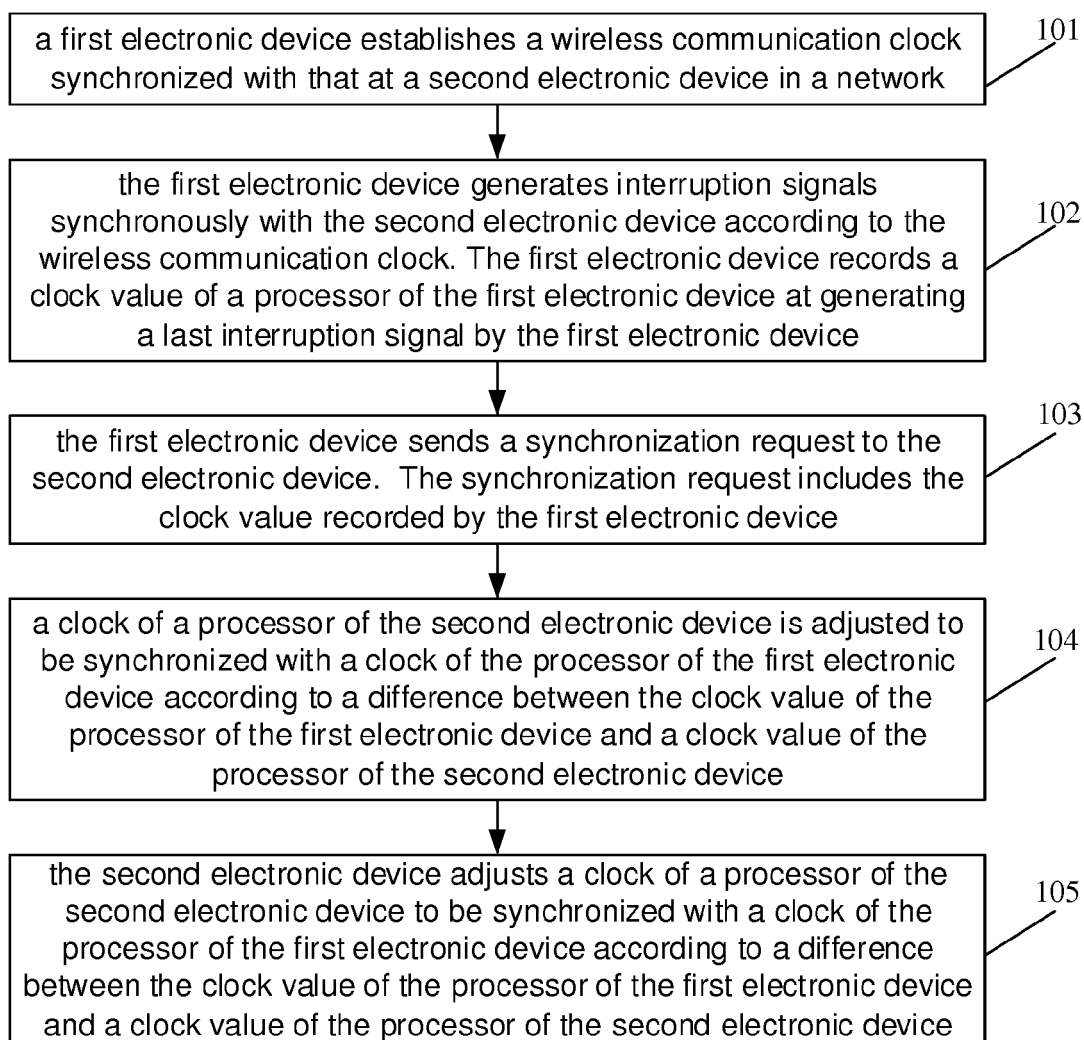 a first electronic device establishes a wireless communication clock
synchronized with that at a second electronic device in a network
101
the first electronic device generates interruption signals
synchronously with the second electronic device according to the
wireless communication clock. The first electronic device records a
clock value of a processor of the first electronic device at generating
a last interruption signal by the first electronic device
102
the first electronic device sends a synchronization request to the
second electronic device. The synchronization request includes the
clock value recorded by the first electronic device
103
a clock of a processor of the second electronic device is adjusted to
be synchronized with a clock of the processor of the first electronic
device according to a difference between the clock value of the
processor of the first electronic device and a clock value of the
processor of the second electronic device
104
the second electronic device adjusts a clock of a processor of the
second electronic device to be synchronized with a clock of the
processor of the first electronic device according to a difference
between the clock value of the processor of the first electronic device
and a clock value of the processor of the second electronic device
105